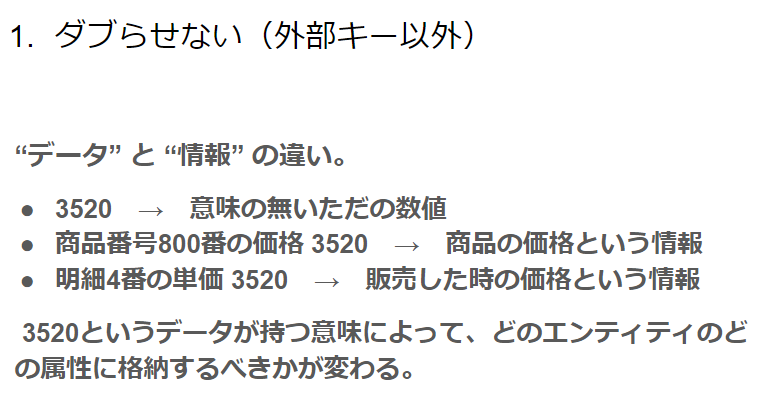 1. ダブらせない（外部キー以外）
“データ” と “情報” の違い。
● 3520　→　意味の無いただの数値
● 商品番号800番の価格 3520　→　商品の価格という情報
● 明細4番の単価 3520　→　販売した時の価格という情報
3520というデータが持つ意味によって、どのエンティティのど
の属性に格納するべきかが変わる。